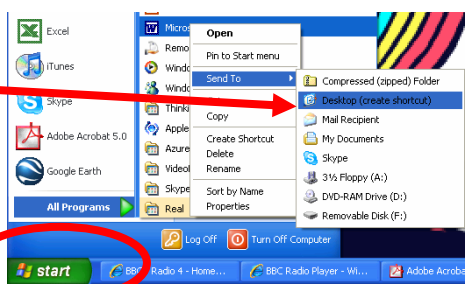 Excel
iTunes
Skype
Adobe Acrobat 5.0
Google Earth
All Programs
Micros
Remo
Windo
Windo
Think
Apple
Azure
Videol
Skype
Real
Open
Pin to Start menu
Send To
Copy
Create Shortcut
Delete
Rename
Sort by Name
Properties
Compressed (zipped) Folder
Desktop (create shortcut)
Mail Recipient
My Documents
Skype
3½ Floppy (A:)
DVD-RAM Drive (D:)
Removable Disk (F:)
Log Off
Turn Off Computer
start
BBC Radio 4 - Home...
BBC Radio Player - Wi...
Adobe Acroba